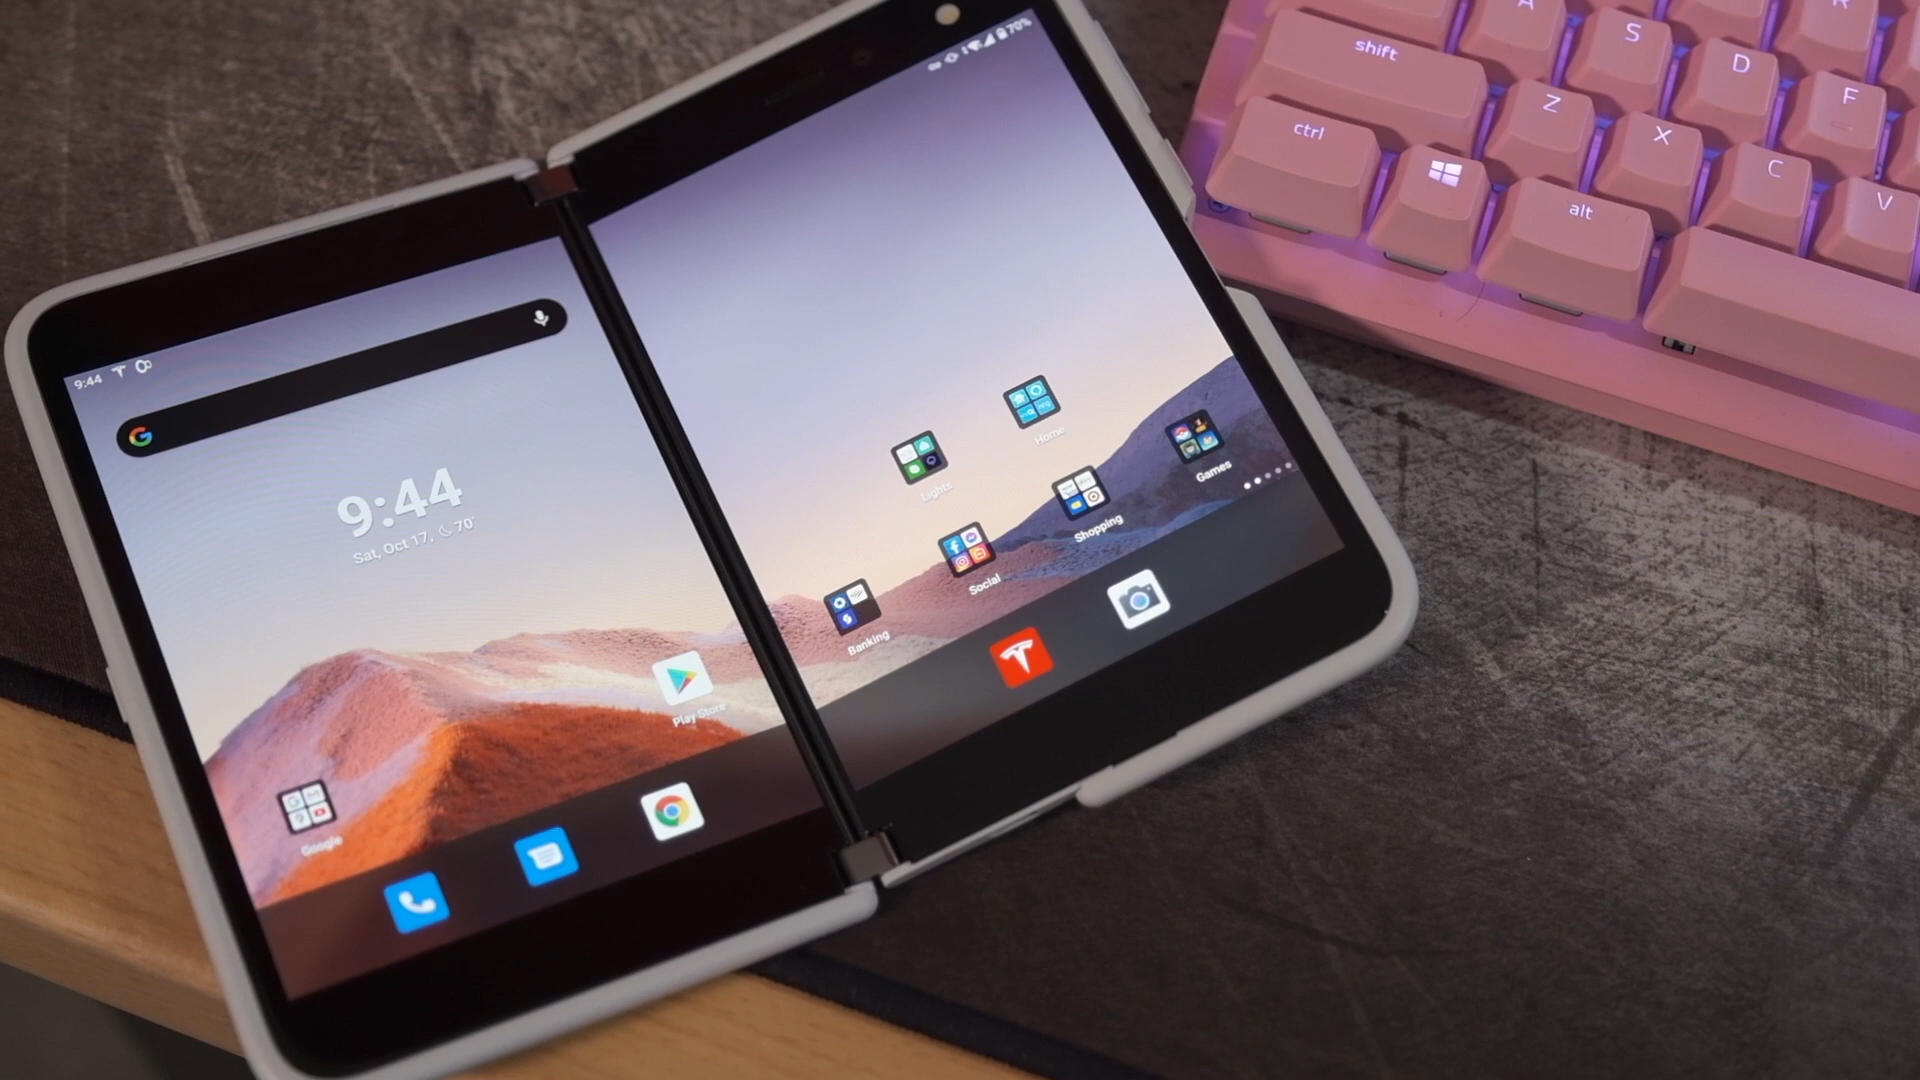 70%
9:44
9:44
Sat, Oct 17, 70°
Home
Lights
Games
Shopping
Social
Banking
Play Store
Google
A
S
D
F
shift
Z
X
C
V
ctrl
alt